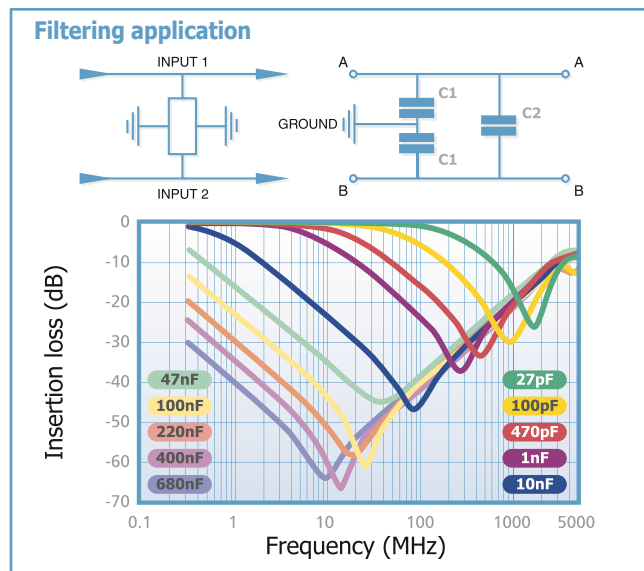 Filtering application
INPUT 1
INPUT 2
A
A
C1
C2
GROUND
C1
B
B
Insertion loss (dB)
0
-10
-20
-30
-40
-50
-60
-70
47nF
100nF
220nF
400nF
680nF
27pF
100pF
470pF
1nF
10nF
0.1
1
10
100
1000
5000
Frequency (MHz)